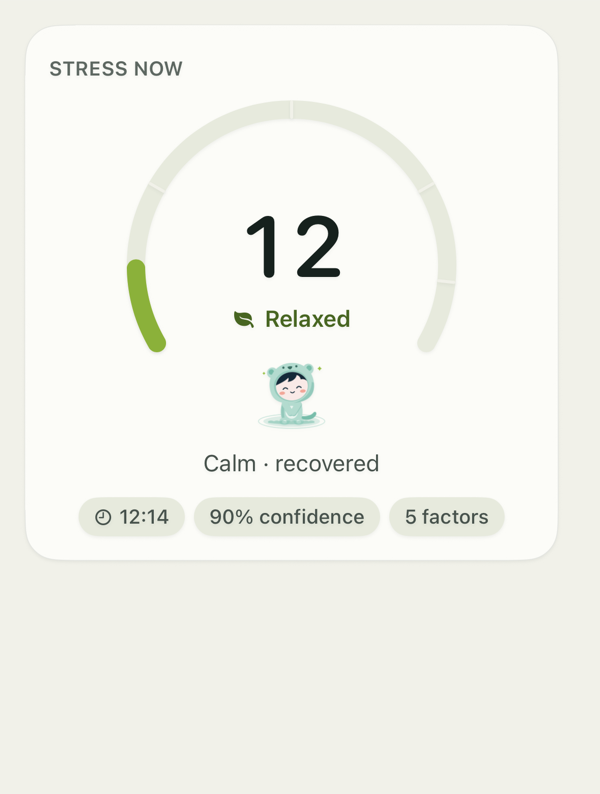 STRESS NOW
12
Relaxed
Calm · recovered
12:14
90% confidence
5 factors